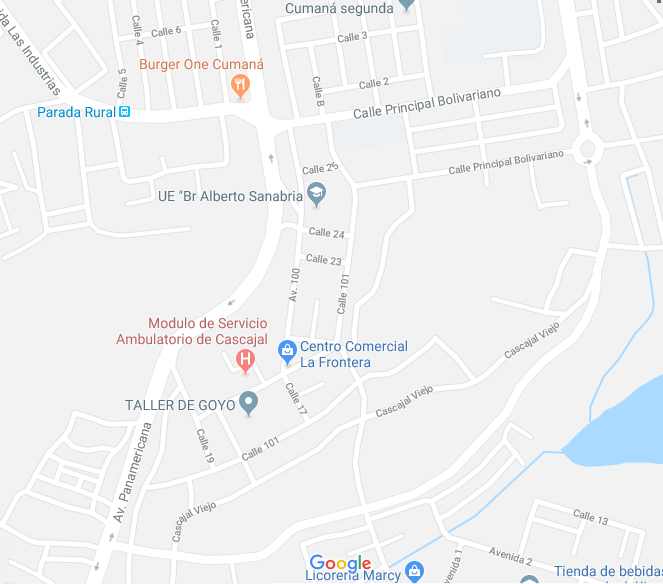 Cumaná segunda
ricana
da Las Industrias
Calle 4
Calle 6
Calle 1
Calle 3
Burger One Cumaná
Calle 5
Calle 2
Calle B
Calle Principal Bolivariano
Parada Rural
Calle Principal Bolivariano
Calle 25
UE "Br Alberto Sanabria
Calle 24
Calle 23
Av. 100
Calle 101
Modulo de Servicio
Ambulatorio de Cascajal
Centro Comercial
La Frontera
Cascajal Viejo
TALLER DE GOYO
Calle 17
Cascajal Viejo
Calle 19
Calle 101
Av. Panamericana
Cascajal Viejo
Calle 13
Avenida 2
Avenida 1
Google
Licorería Marcy
Tienda de bebidas